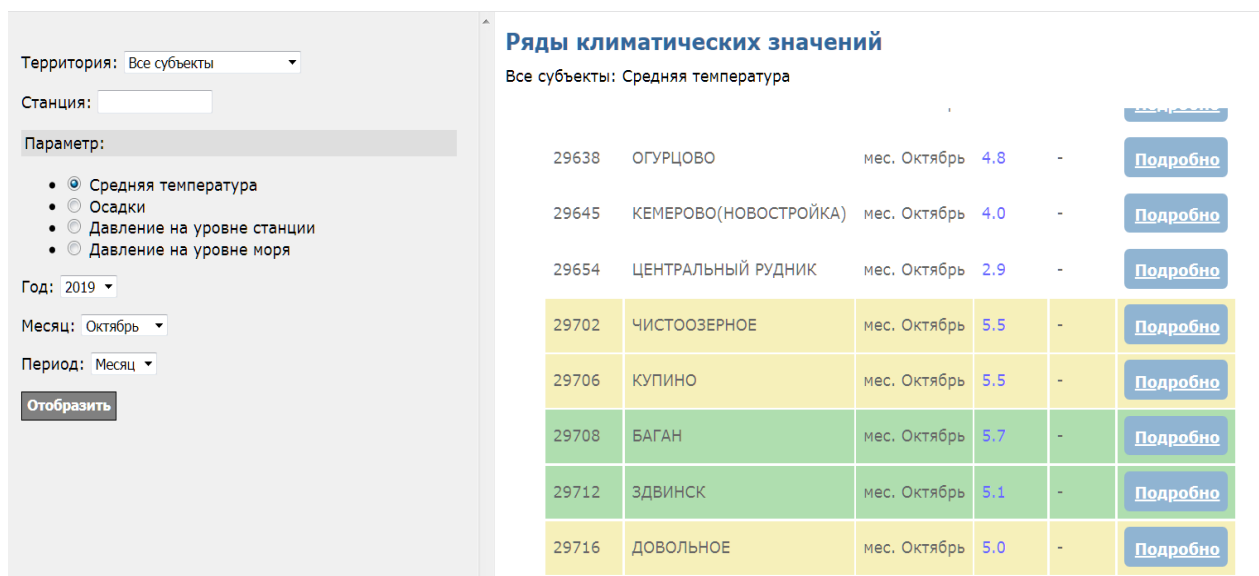 Территория: Все субъекты
Станция:
Параметр:
Средняя температура
Осадки
Давление на уровне станции
Давление на уровне моря
Год: 2019
Месяц: Октябрь
Период: Месяц
Отобразить
Ряды климатических значений
Все субъекты: Средняя температура
29638 ОГУРЦОВО мес. Октябрь 4.8 - Подробно
29645 КЕМЕРОВО(НОВОСТРОЙКА) мес. Октябрь 4.0 - Подробно
29654 ЦЕНТРАЛЬНЫЙ РУДНИК мес. Октябрь 2.9 - Подробно
29702 ЧИСТООЗЕРНОЕ мес. Октябрь 5.5 - Подробно
29706 КУПИНО мес. Октябрь 5.5 - Подробно
29708 БАГАН мес. Октябрь 5.7 - Подробно
29712 ЗДВИНСК мес. Октябрь 5.1 - Подробно
29716 ДОВОЛЬНОЕ мес. Октябрь 5.0 - Подробно